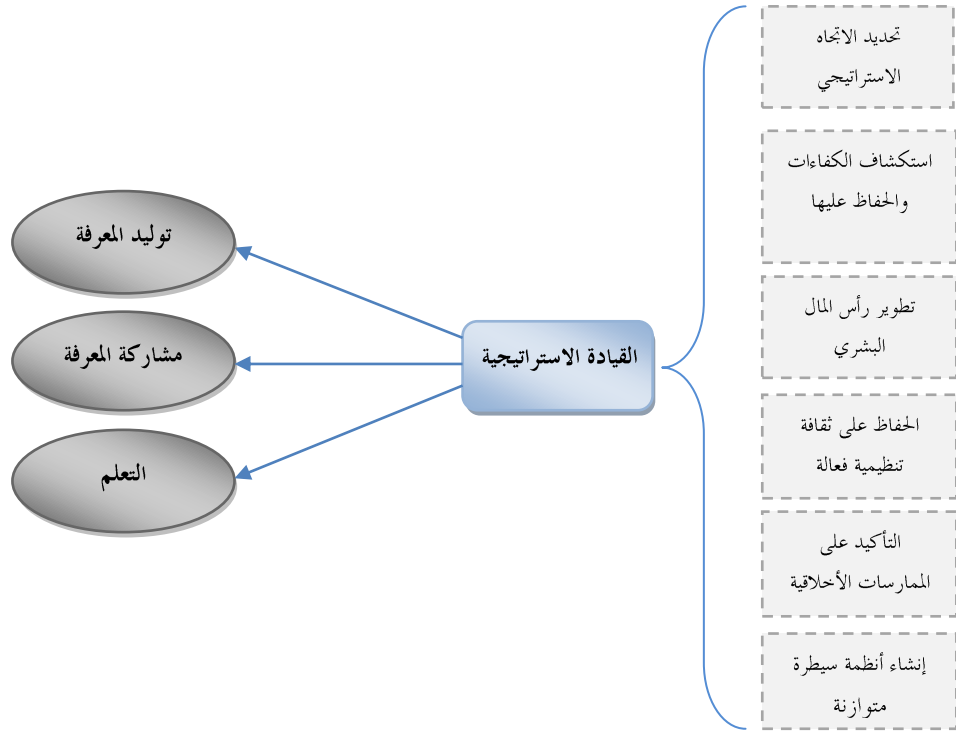 تحديد الاتجاه
الاستراتيجي
استكشاف الكفاءات
والحفاظ عليها
تطوير رأس المال
البشري
الحفاظ على ثقافة
تنظيمية فعالة
التأكيد على
الممارسات الأخلاقية
إنشاء أنظمة سيطرة
متوازنة
القيادة الاستراتيجية
توليد المعرفة
مشاركة المعرفة
التعلم